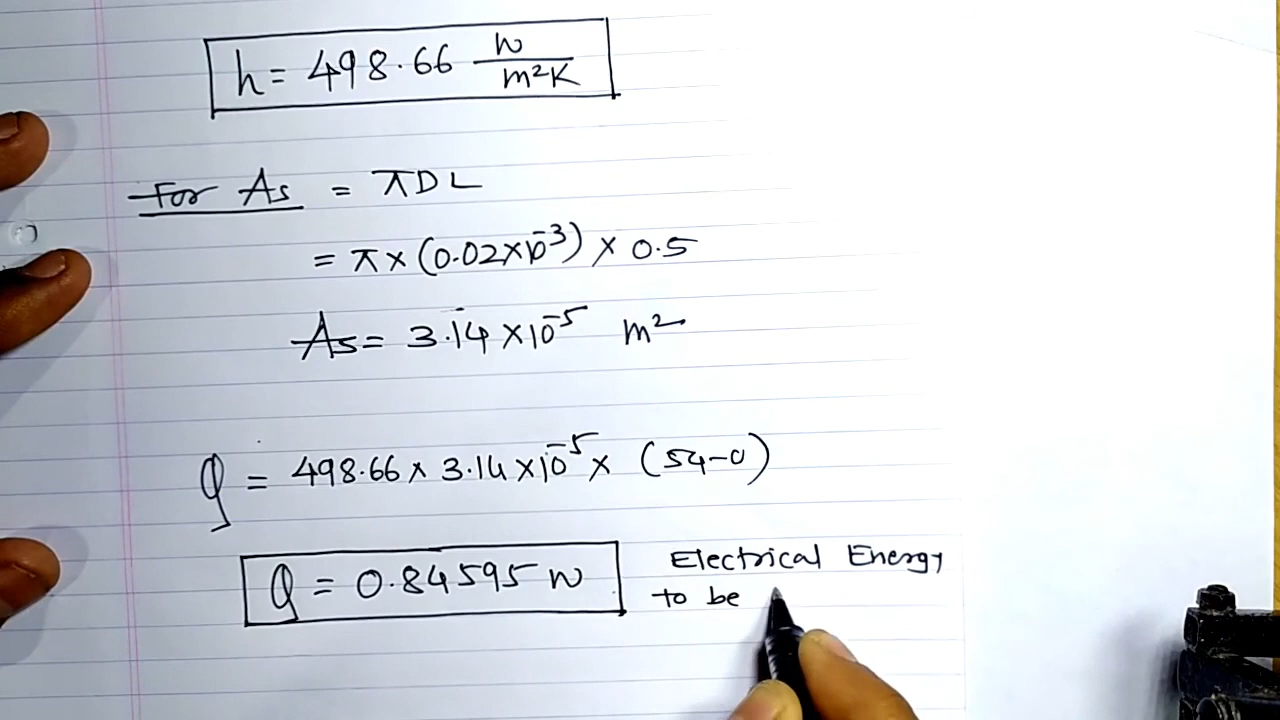 h = 498.66 W/m²K
For As = πDL
= π × (0.02×10⁻³) × 0.5
As = 3.14 ×10⁻⁵ m²
Q = 498.66 × 3.14 ×10⁻⁵ × (54-0)
Q = 0.84595 W
Electrical Energy
to be